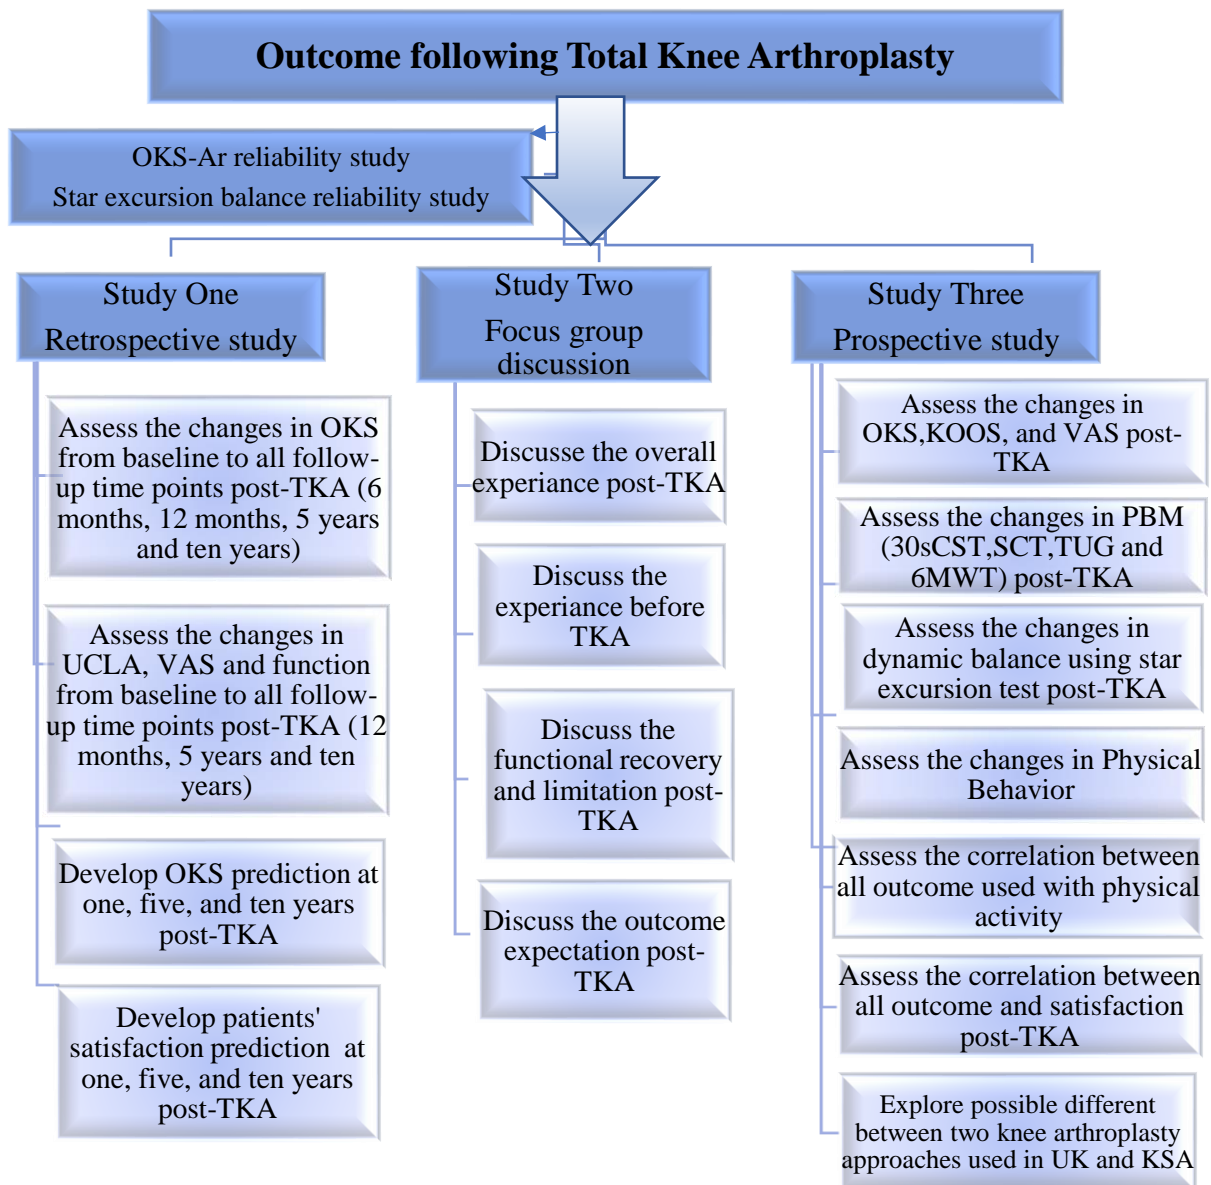 Outcome following Total Knee Arthroplasty
OKS-Ar reliability study
Star excursion balance reliability study
Study One
Retrospective study
Assess the changes in OKS
from baseline to all follow-
up time points post-TKA (6
months, 12 months, 5 years
and ten years)
Assess the changes in
UCLA, VAS and function
from baseline to all follow-
up time points post-TKA (12
months, 5 years and ten
years)
Develop OKS prediction at
one, five, and ten years
post-TKA
Develop patients'
satisfaction prediction at
one, five, and ten years
post-TKA
Study Two
Focus group
discussion
Discusse the overall
experiance post-TKA
Discuss the
experiance before
TKA
Discuss the
functional recovery
and limitation post-
TKA
Discuss the outcome
expectation post-
TKA
Study Three
Prospective study
Assess the changes in
OKS,KOOS, and VAS post-
TKA
Assess the changes in PBM
(30sCST,SCT,TUG and
6MWT) post-TKA
Assess the changes in
dynamic balance using star
excursion test post-TKA
Assess the changes in Physical
Behavior
Assess the correlation between
all outcome used with physical
activity
Assess the correlation between
all outcome and satisfaction
post-TKA
Explore possible different
between two knee arthroplasty
approaches used in UK and KSA